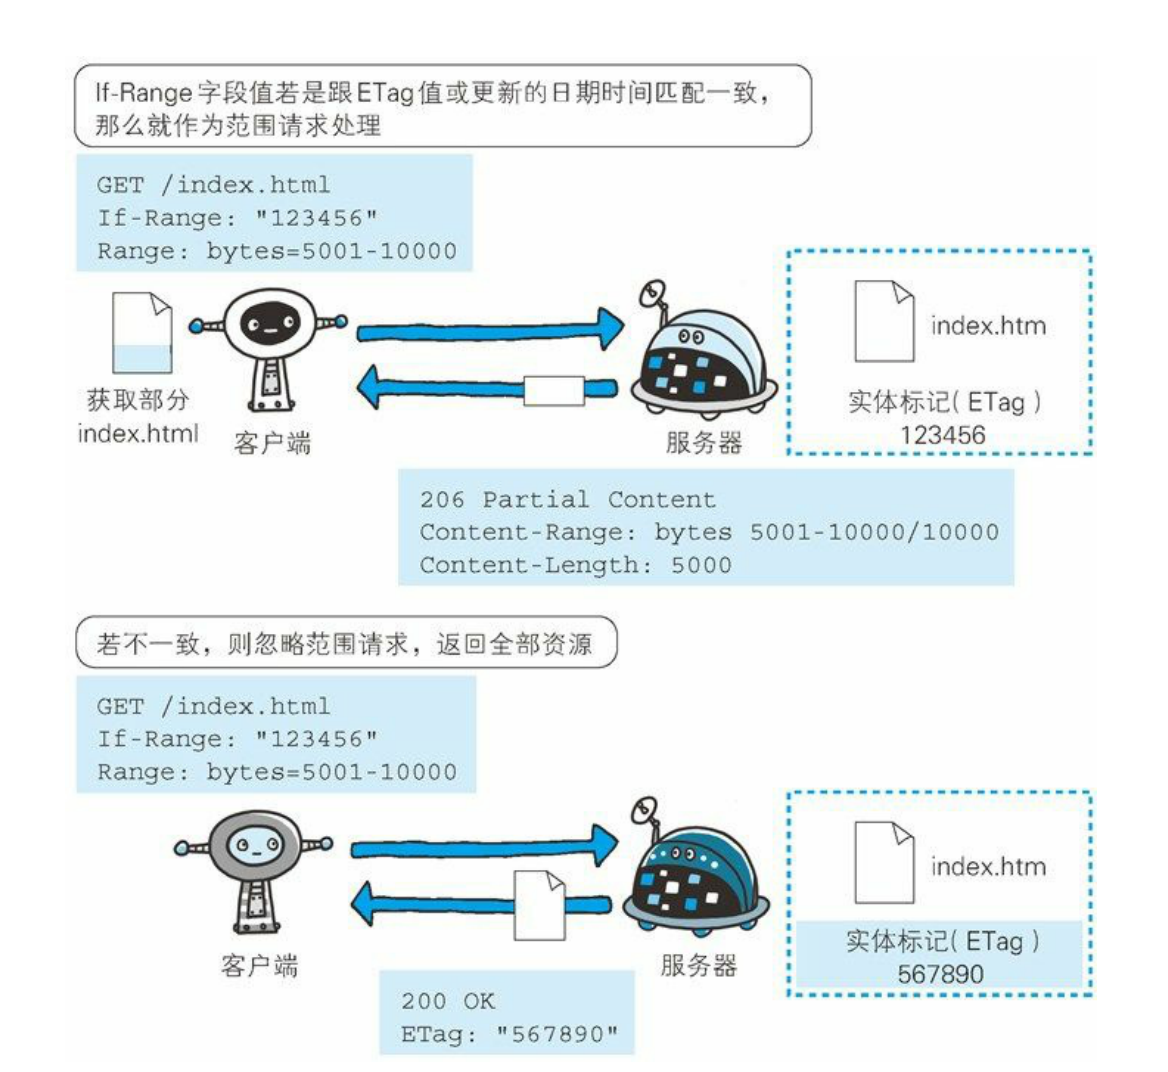 If-Range字段值若是跟ETag值或更新的日期时间匹配一致，
那么就作为范围请求处理
GET /index.html
If-Range: "123456"
Range: bytes=5001-10000
获取部分
index.html
客户端
服务器
index.htm
实体标记( ETag )
123456
206 Partial Content
Content-Range: bytes 5001-10000/10000
Content-Length: 5000
若不一致，则忽略范围请求，返回全部资源
GET /index.html
If-Range: "123456"
Range: bytes=5001-10000
客户端
服务器
index.htm
实体标记( ETag )
567890
200 OK
ETag: "567890"